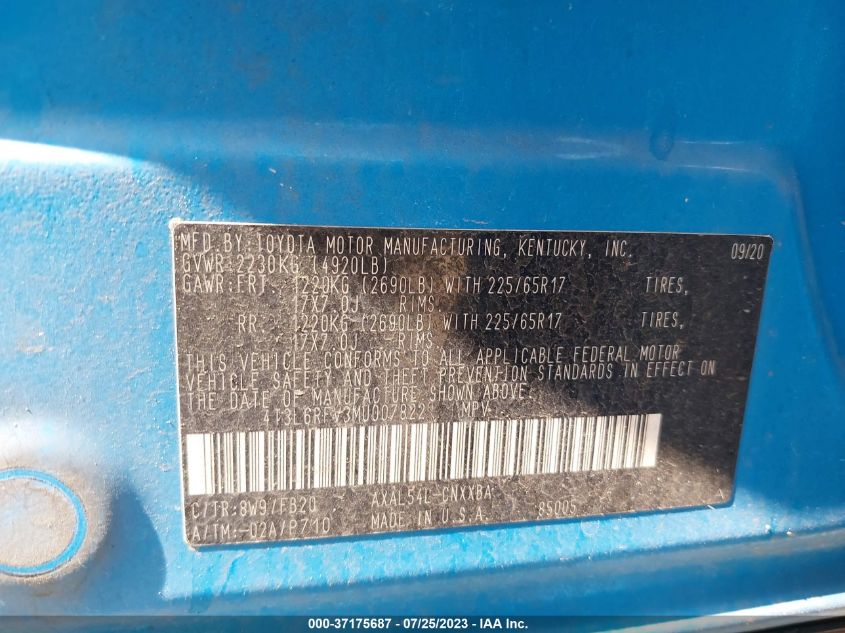 MFD.BY: TOYOTA MOTOR MANUFACTURING, KENTUCKY, INC. 09/20
GVWR 2230KG (4920LB)
GAWR:FRT. 1220KG (2690LB) WITH 225/65R17 TIRES,
17X7.0J RIMS
RR. 1220KG (2690LB) WITH 225/65R17 TIRES,
17X7.0J RIMS
THIS VEHICLE CONFORMS TO ALL APPLICABLE FEDERAL MOTOR
VEHICLE SAFETY AND THEFT PREVENTION STANDARDS IN EFFECT ON
THE DATE OF MANUFACTURE SHOWN ABOVE.
MPV
C/TR:8W9/FB20 AXAL54L-CNXXBA
A/TM:-02A/P710 MADE IN U.S.A. 85005
000-37175687 / 07/25/2023 / IAA Inc.